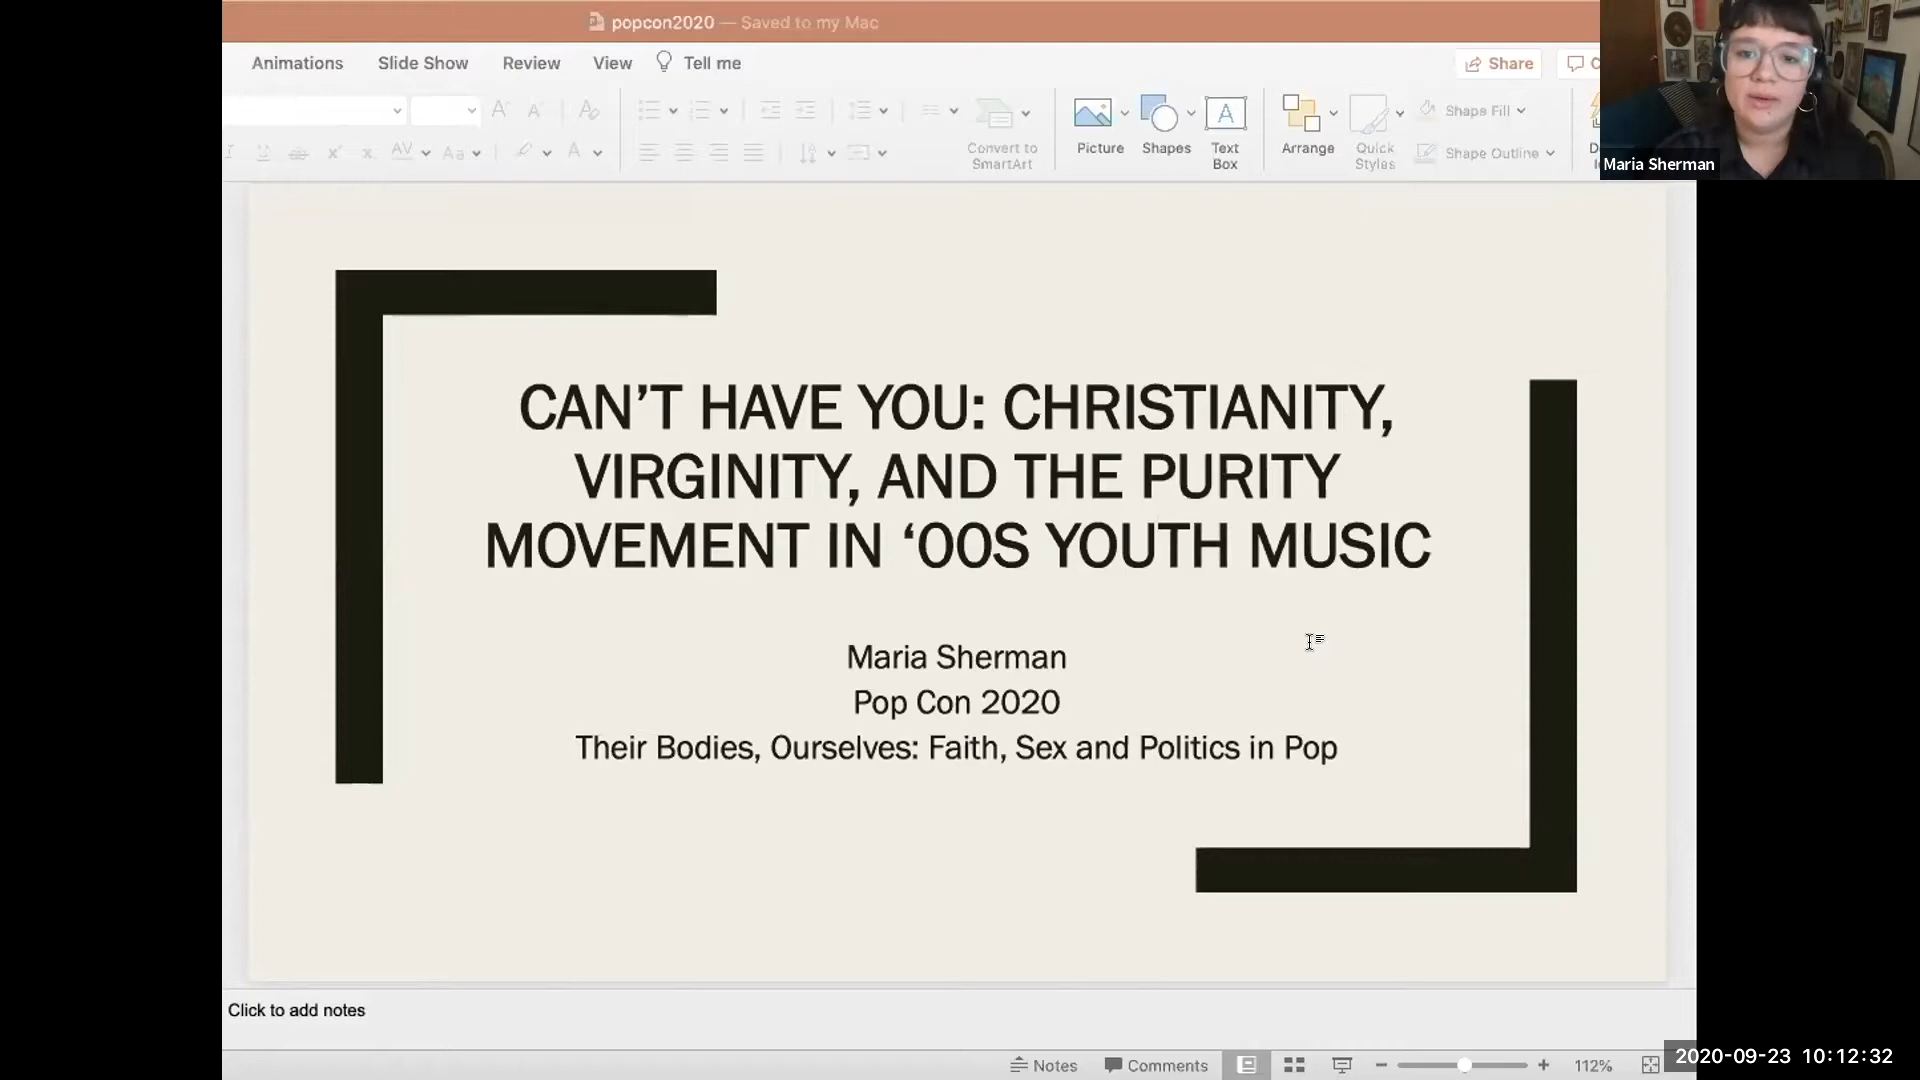 popcon2020 — Saved to my Mac
Animations Slide Show Review View Tell me Share
Convert to SmartArt Picture Shapes Text Box Arrange Quick Styles Shape Fill Shape Outline
Maria Sherman
CAN’T HAVE YOU: CHRISTIANITY,
VIRGINITY, AND THE PURITY
MOVEMENT IN ‘00S YOUTH MUSIC
Maria Sherman
Pop Con 2020
Their Bodies, Ourselves: Faith, Sex and Politics in Pop
Click to add notes
Notes Comments 112%
2020-09-23 10:12:32